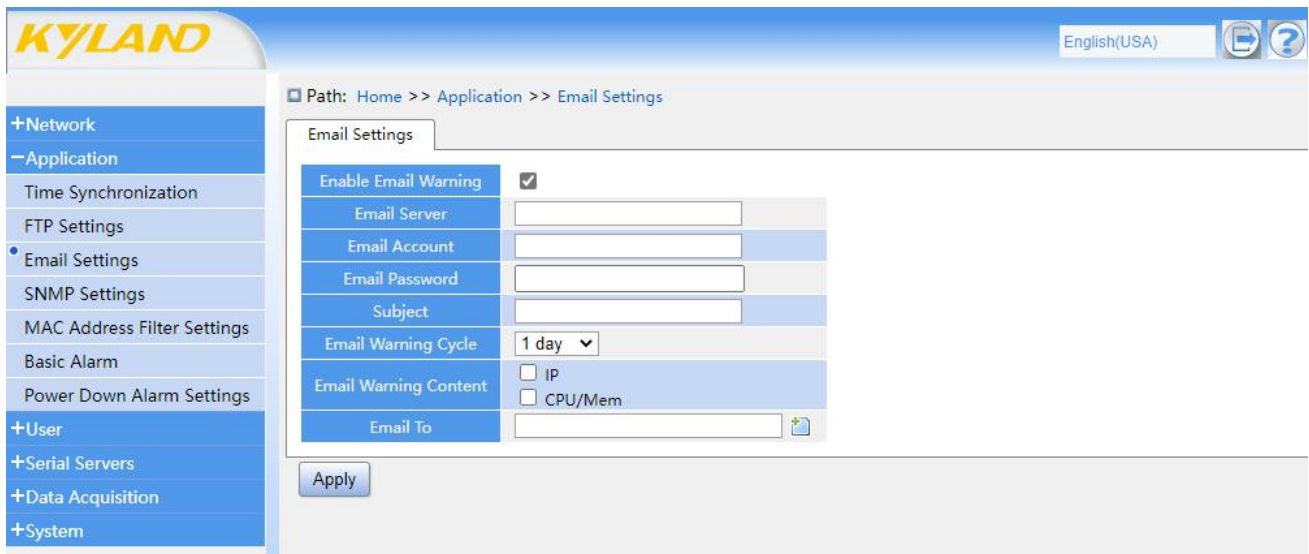 KYLAND
English(USA)
Path: Home >> Application >> Email Settings
+Network
−Application
Time Synchronization
FTP Settings
Email Settings
SNMP Settings
MAC Address Filter Settings
Basic Alarm
Power Down Alarm Settings
+User
+Serial Servers
+Data Acquisition
+System
Email Settings
Enable Email Warning
Email Server
Email Account
Email Password
Subject
Email Warning Cycle 1 day
Email Warning Content IP
CPU/Mem
Email To
Apply